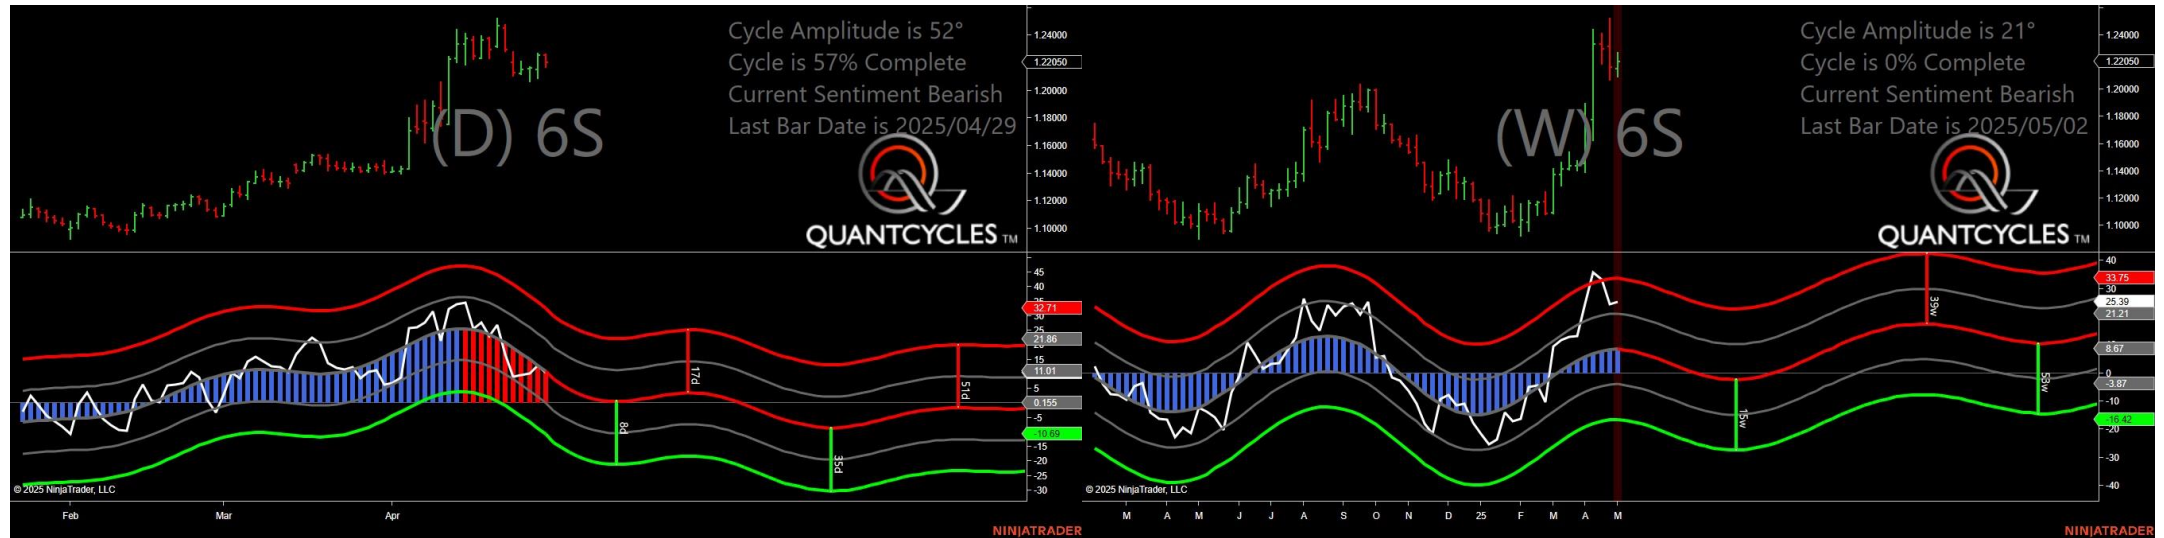 Cycle Amplitude is 52°
Cycle is 57% Complete
Current Sentiment Bearish
Last Bar Date is 2025/04/29
(D) 6S
QUANTCYCLES TM
1.24000
1.22050
1.20000
1.18000
1.16000
1.14000
1.12000
1.10000
45
40
32.71
30
25
21.86
15
11.01
5
0.155
-5
-10.69
-15
-20
-25
-30
8d
17d
35d
51d
© 2025 NinjaTrader, LLC
Feb
Mar
Apr
NINJATRADER
Cycle Amplitude is 21°
Cycle is 0% Complete
Current Sentiment Bearish
Last Bar Date is 2025/05/02
(W) 6S
QUANTCYCLES TM
1.24000
1.22050
1.20000
1.18000
1.16000
1.14000
1.12000
1.10000
40
33.75
30
25.39
21.21
8.67
0
-3.87
-10
-16.42
-20
-30
-40
15w
39w
© 2025 NinjaTrader, LLC
M
A
M
J
J
A
S
O
N
D
25
F
M
A
M
NINJATRADER